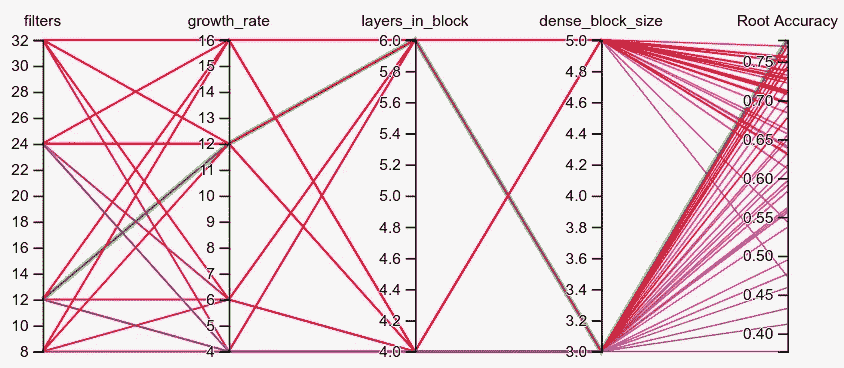 filters growth_rate layers_in_block dense_block_size Root Accuracy
32 16 6.0 5.0
30 15 5.8 4.8 0.75
28 14 5.6 4.6 0.70
26 13
24 12 5.4 4.4 0.65
22 11 5.2 4.2 0.60
20 10 5.0 4.0
18 9 4.8 3.8 0.55
16 8 4.6 3.6 0.50
14 7 4.4 3.4 0.45
12 6
10 5 4.2 3.2 0.40
8 4 4.0 3.0